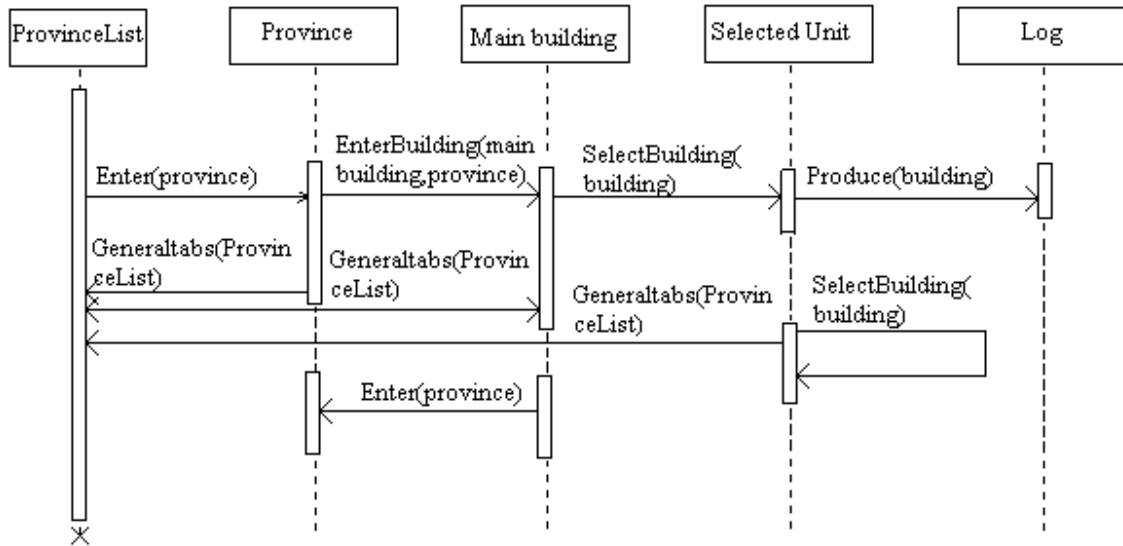 ProvinceList
Province
Main building
Selected Unit
Log
Enter(province)
EnterBuilding(main
building,province)
SelectBuilding(
building)
Produce(building)
Generaltabs(Provin
ceList)
Generaltabs(Provin
ceList)
Generaltabs(Provin
ceList)
SelectBuilding(
building)
Enter(province)